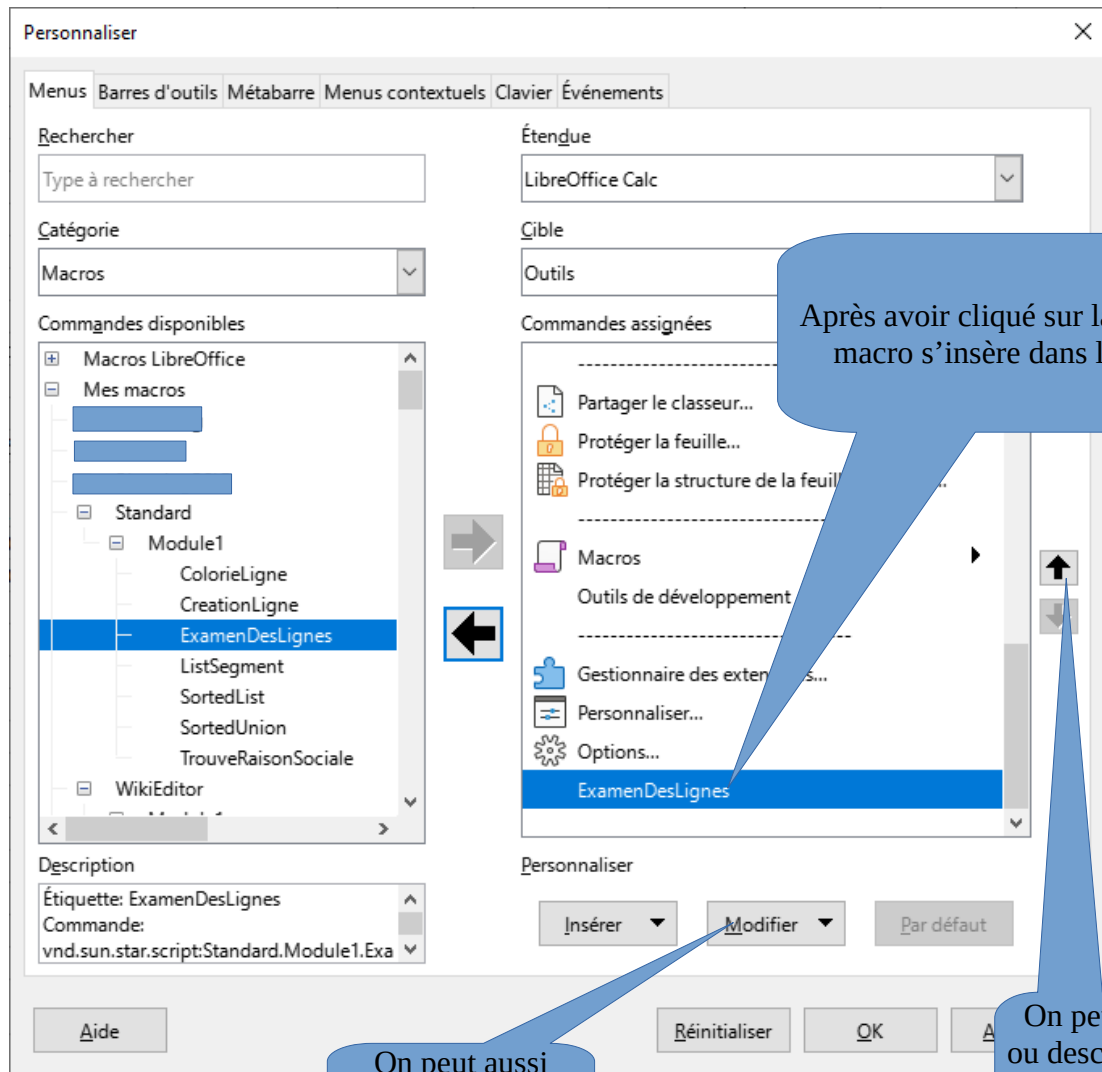 Personnaliser
Menus Barres d'outils Métabarre Menus contextuels Clavier Événements
Rechercher
Type à rechercher
Catégorie
Macros
Commandes disponibles
Macros LibreOffice
Mes macros
Standard
Module1
ColorieLigne
CreationLigne
ExamenDesLignes
ListSegment
SortedList
SortedUnion
TrouveRaisonSociale
WikiEditor
Description
Étiquette: ExamenDesLignes
Commande:
vnd.sun.star.script:Standard.Module1.Exa
Étendue
LibreOffice Calc
Cible
Outils
Commandes assignées
Partager le classeur...
Protéger la feuille...
Protéger la structure de la
Macros
Outils de développement
Gestionnaire des
Personnaliser...
Options...
ExamenDesLignes
Personnaliser
Insérer Modifier Par défaut
Aide Réinitialiser OK
Après avoir cliqué sur
macro s'insère dans
On peut aussi
On
ou